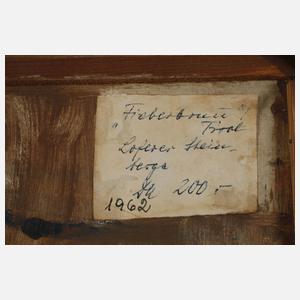 „Fieberbrunn"
Tirol
Loferer Stein-
berge
DM 200.-
1962